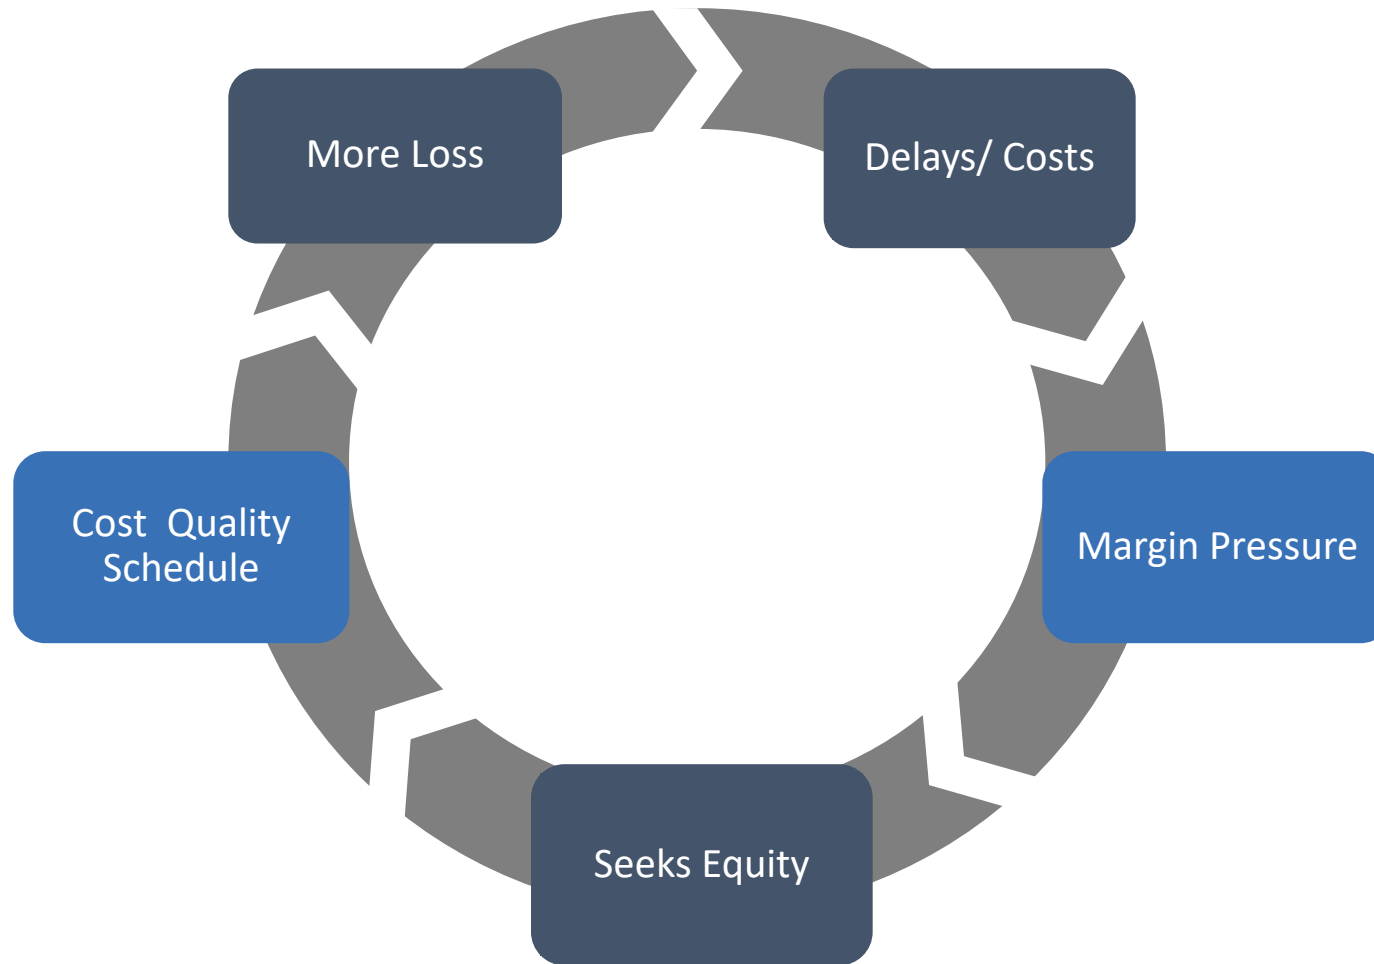 More Loss
Delays/ Costs
Cost  Quality
Schedule
Margin Pressure
Seeks Equity